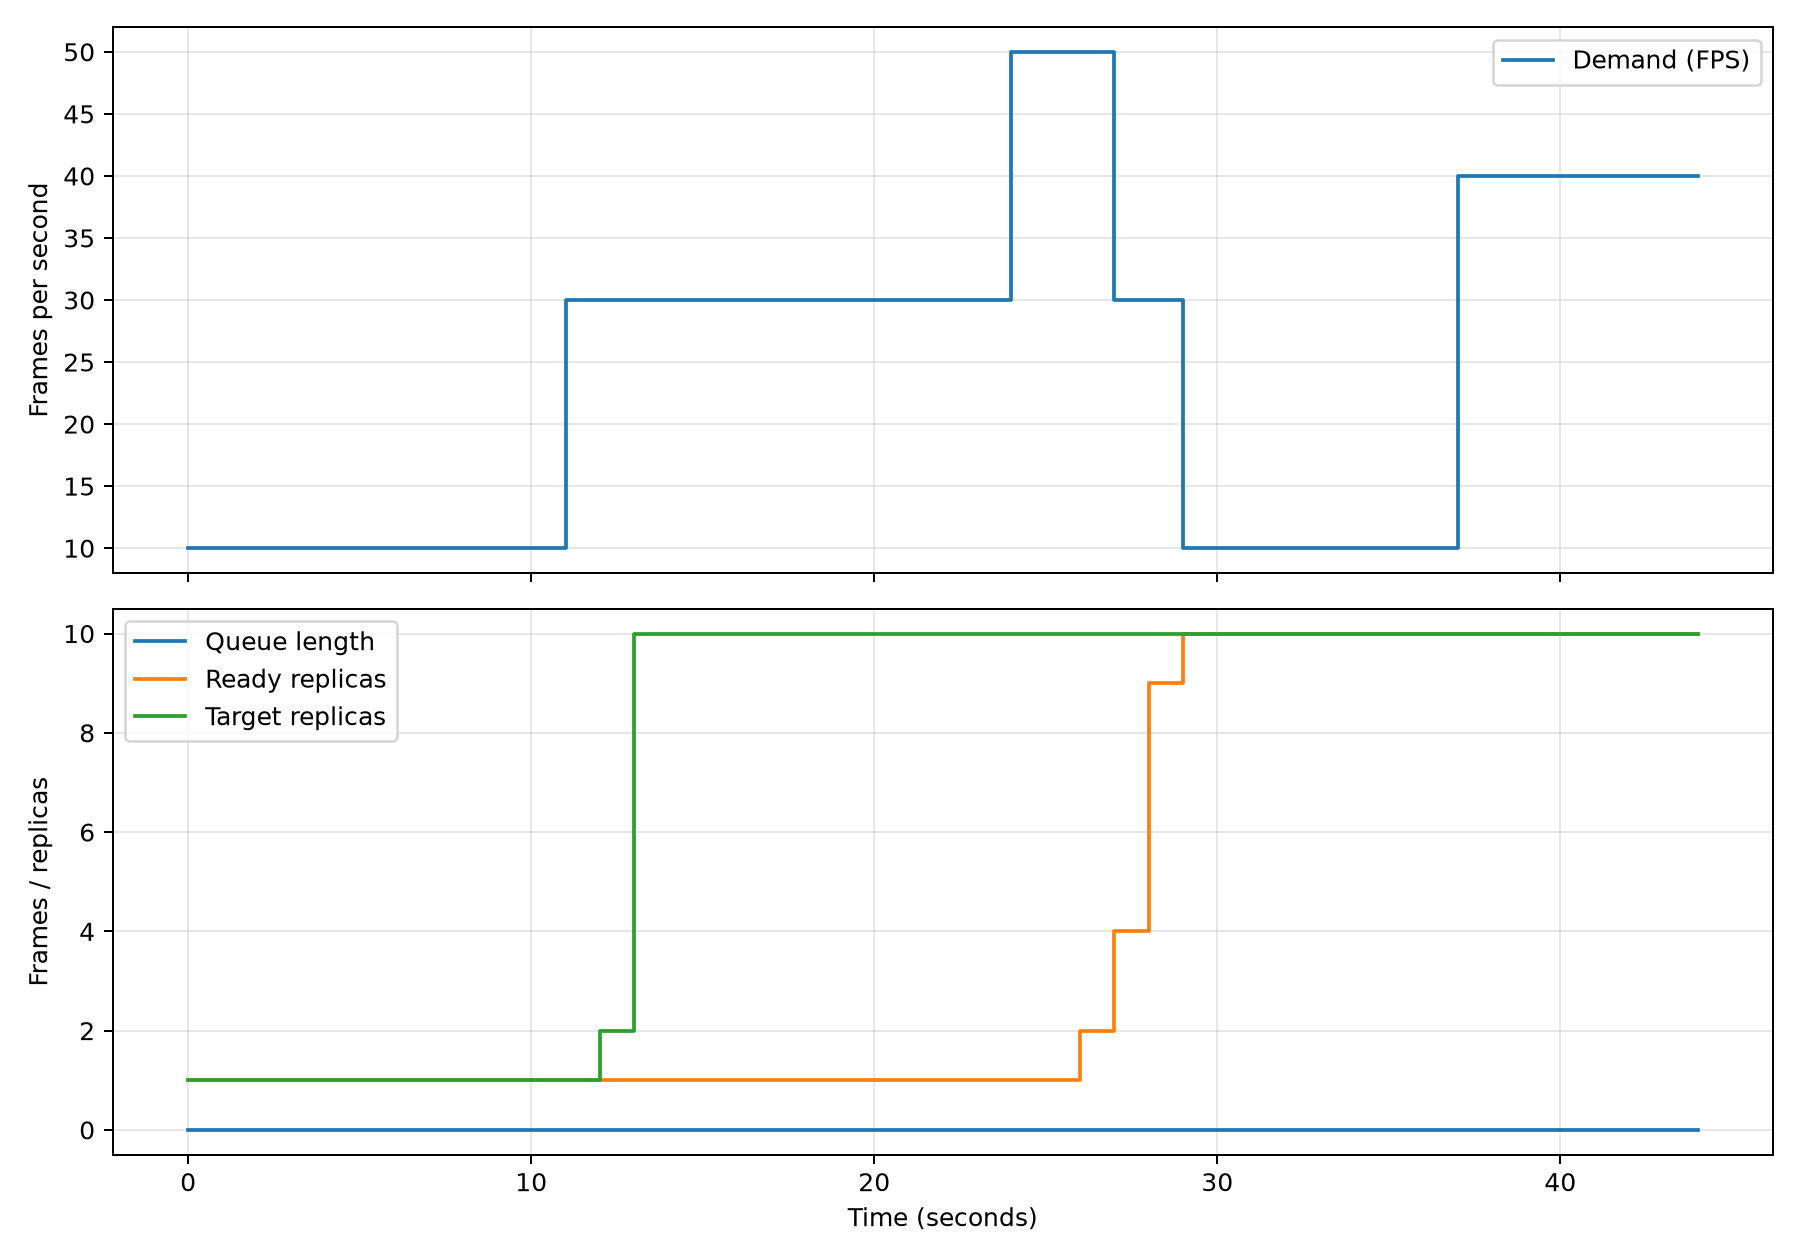 Demand (FPS)
50
45
40
35
30
25
20
15
10
Frames per second
Queue length
Ready replicas
Target replicas
10
8
6
4
2
0
Frames / replicas
0 10 20 30 40
Time (seconds)